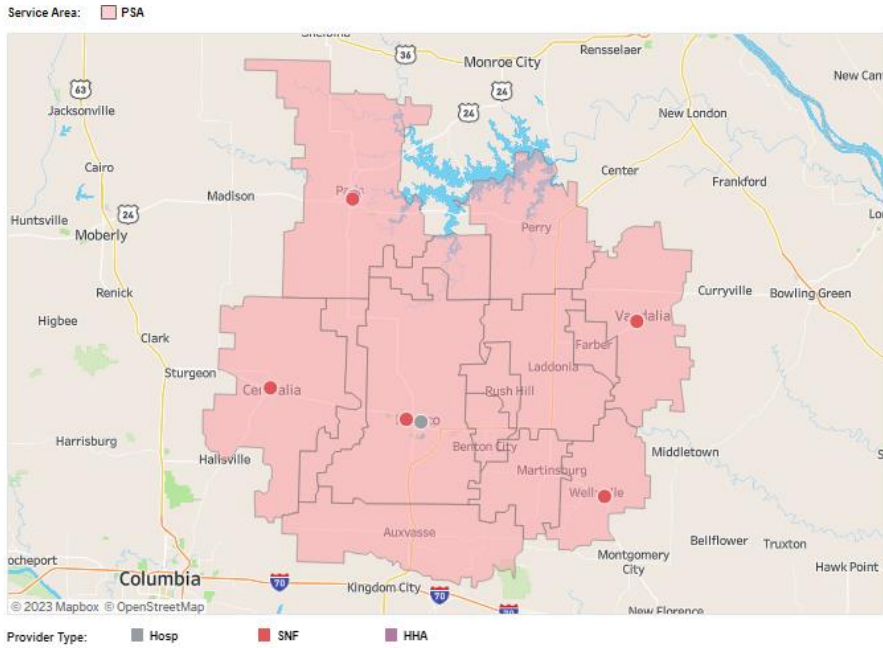 Service Area: PSA
36
Monroe City
Rensselaer
63
24
New Can
Jacksonville
24
New London
Cairo
Center
Madison
Frankford
Huntsville
24
Perry
Moberly
Renick
Curryville
Bowling Green
Higbee
Clark
Farber
Sturgeon
Laddonia
Rush Hill
Harrisburg
Benton City
Middletown
Hallsville
Martinsburg
Auxvasse
Bellflower
Truxton
ocheport
Montgomery
City
Hawk Point
Columbia
70
Kingdom City
70
New Florence
© 2023 Mapbox © OpenStreetMap
Provider Type: Hosp SNF HHA